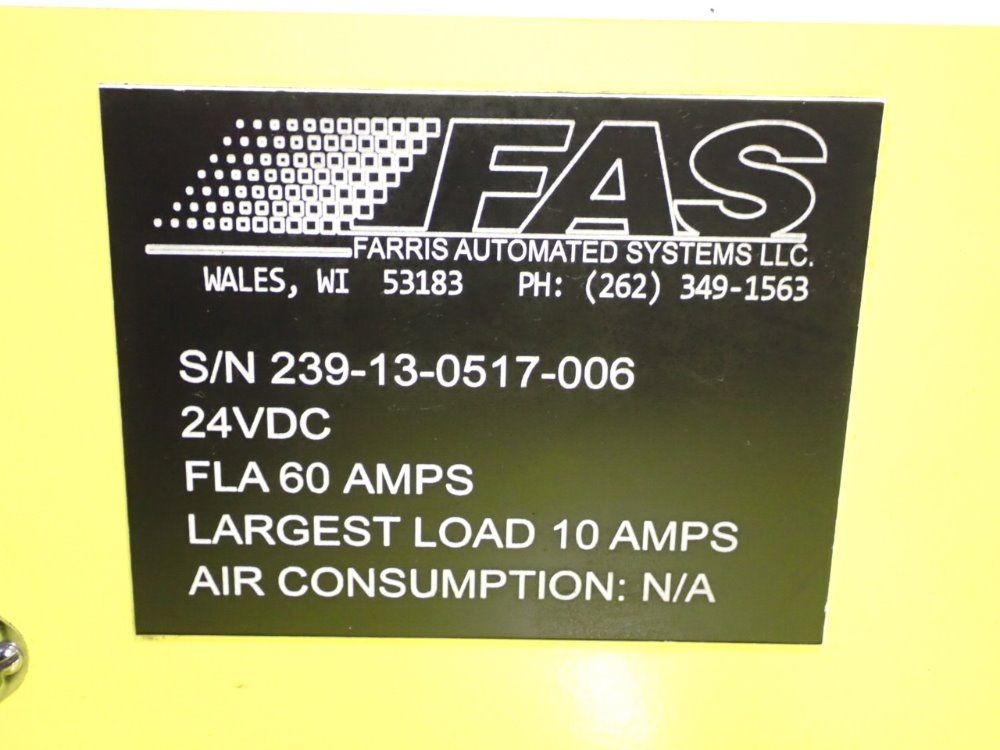 FAS
FARRIS AUTOMATED SYSTEMS LLC.
WALES, WI 53183 PH: (262) 349-1563
S/N 239-13-0517-006
24VDC
FLA 60 AMPS
LARGEST LOAD 10 AMPS
AIR CONSUMPTION: N/A